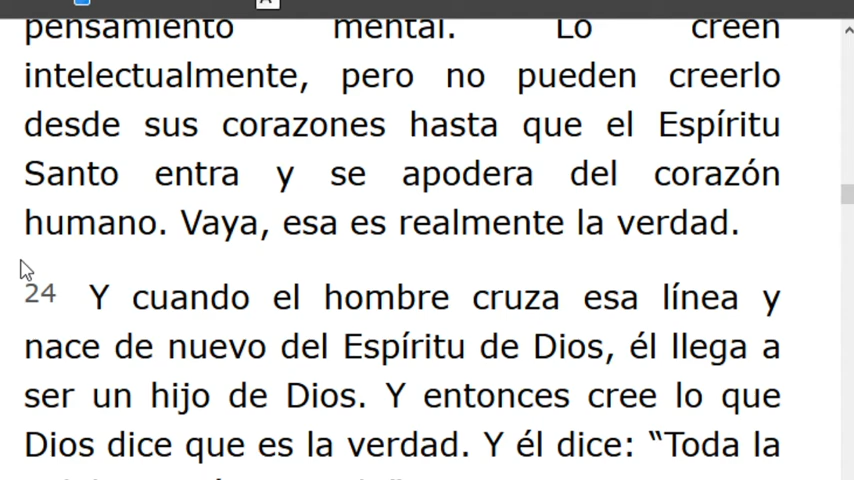 pensamiento mental. Lo creen
intelectualmente, pero no pueden creerlo
desde sus corazones hasta que el Espíritu
Santo entra y se apodera del corazón
humano. Vaya, esa es realmente la verdad.
24 Y cuando el hombre cruza esa línea y
nace de nuevo del Espíritu de Dios, él llega a
ser un hijo de Dios. Y entonces cree lo que
Dios dice que es la verdad. Y él dice: “Toda la